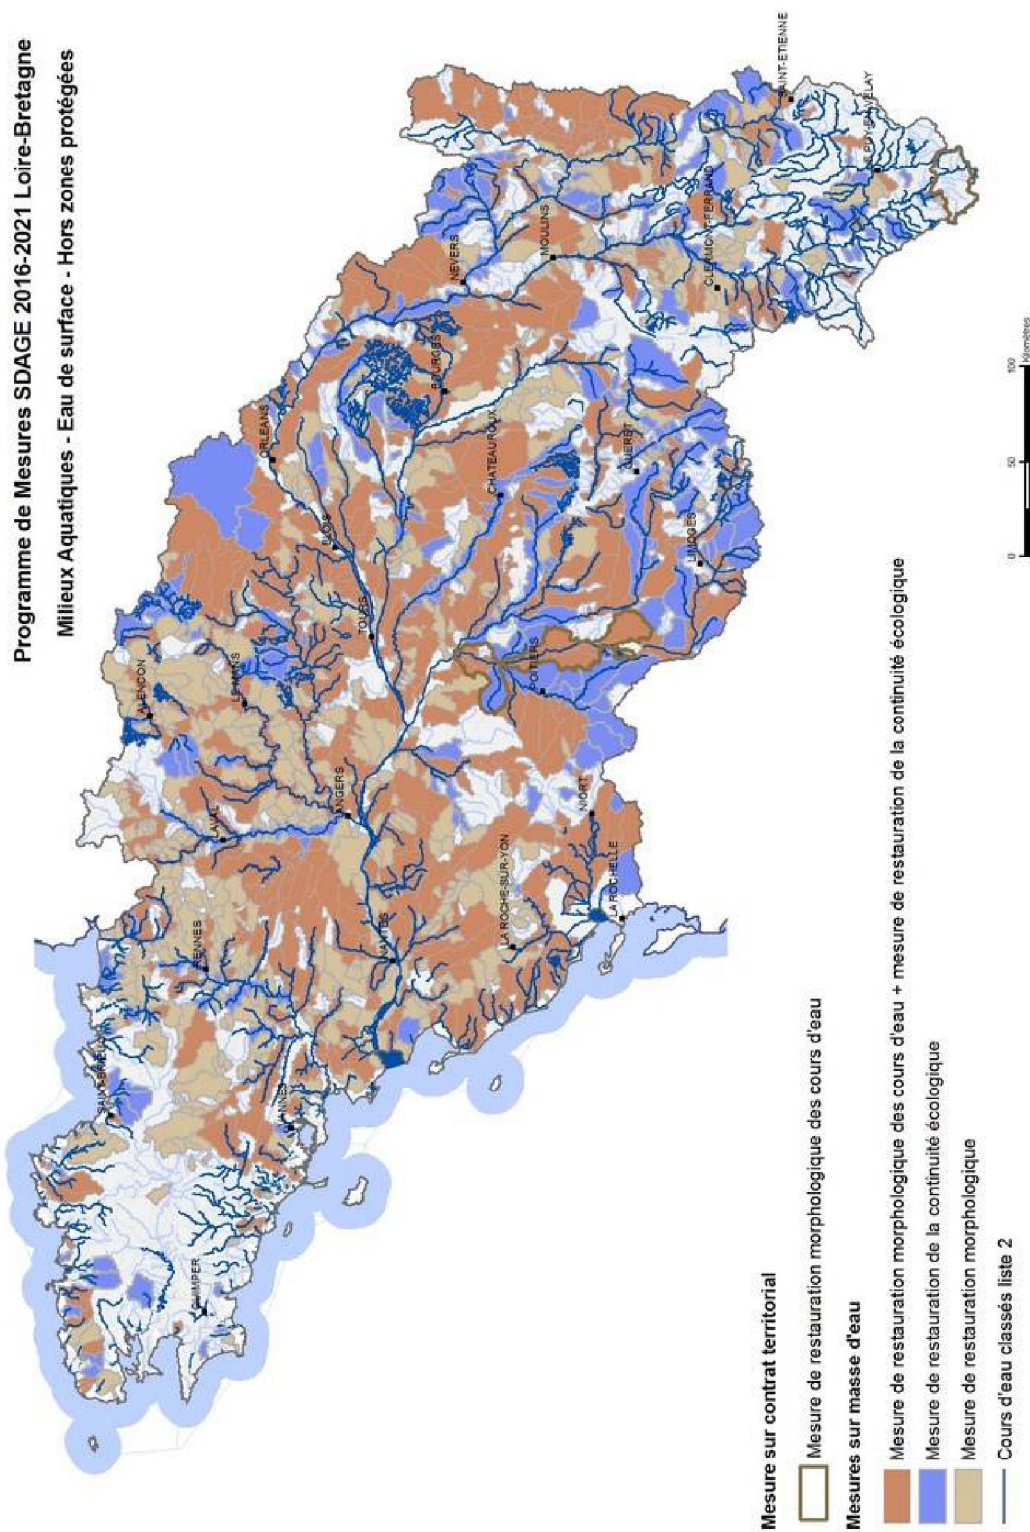 Programme de Mesures SDAGE 2016-2021 Loire-Bretagne
Milieux Aquatiques - Eau de surface - Hors zones protégées
SAINT-ETIENNE
LE PUY-EN-VELAY
CLERMONT-FERRAND
MOULINS
NEVERS
BOURGES
ORLEANS
CHATEAUROUX
GUERET
LIMOGES
BLOIS
TOURS
POITIERS
ALENCON
LE MANS
ANGERS
LAVAL
NIORT
LA ROCHELLE
LA ROCHE-SUR-YON
NANTES
RENNES
VANNES
SAINT-BRIEUC
QUIMPER
0 50 100
Kilomètres
Mesure sur contrat territorial
Mesure de restauration morphologique des cours d'eau
Mesures sur masse d'eau
Mesure de restauration morphologique des cours d'eau + mesure de restauration de la continuité écologique
Mesure de restauration de la continuité écologique
Mesure de restauration morphologique
Cours d'eau classés liste 2